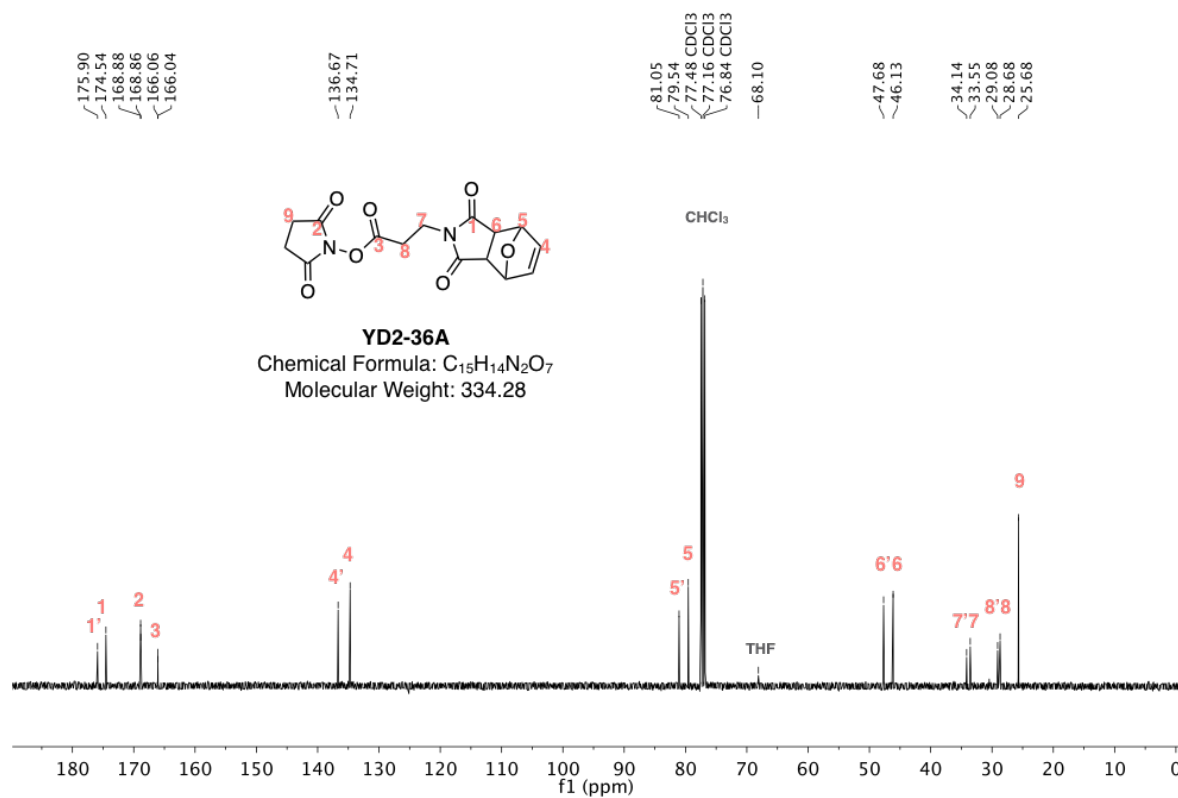 175.90
174.54
168.88
168.86
166.06
166.04
136.67
134.71
81.05
79.54
77.48 CDCl3
77.16 CDCl3
76.84 CDCl3
68.10
47.68
46.13
34.14
33.55
29.08
28.68
25.68
9
O
2
N
O
O
O
3
8
7
N
O
1
O
6
5
O
4
CHCl₃
YD2-36A
Chemical Formula: C₁₅H₁₄N₂O₇
Molecular Weight: 334.28
1'
1
2
3
4'
4
5'
5
THF
6'6
7'7
8'8
9
180 170 160 150 140 130 120 110 100 90 80 70 60 50 40 30 20 10 0
f1 (ppm)